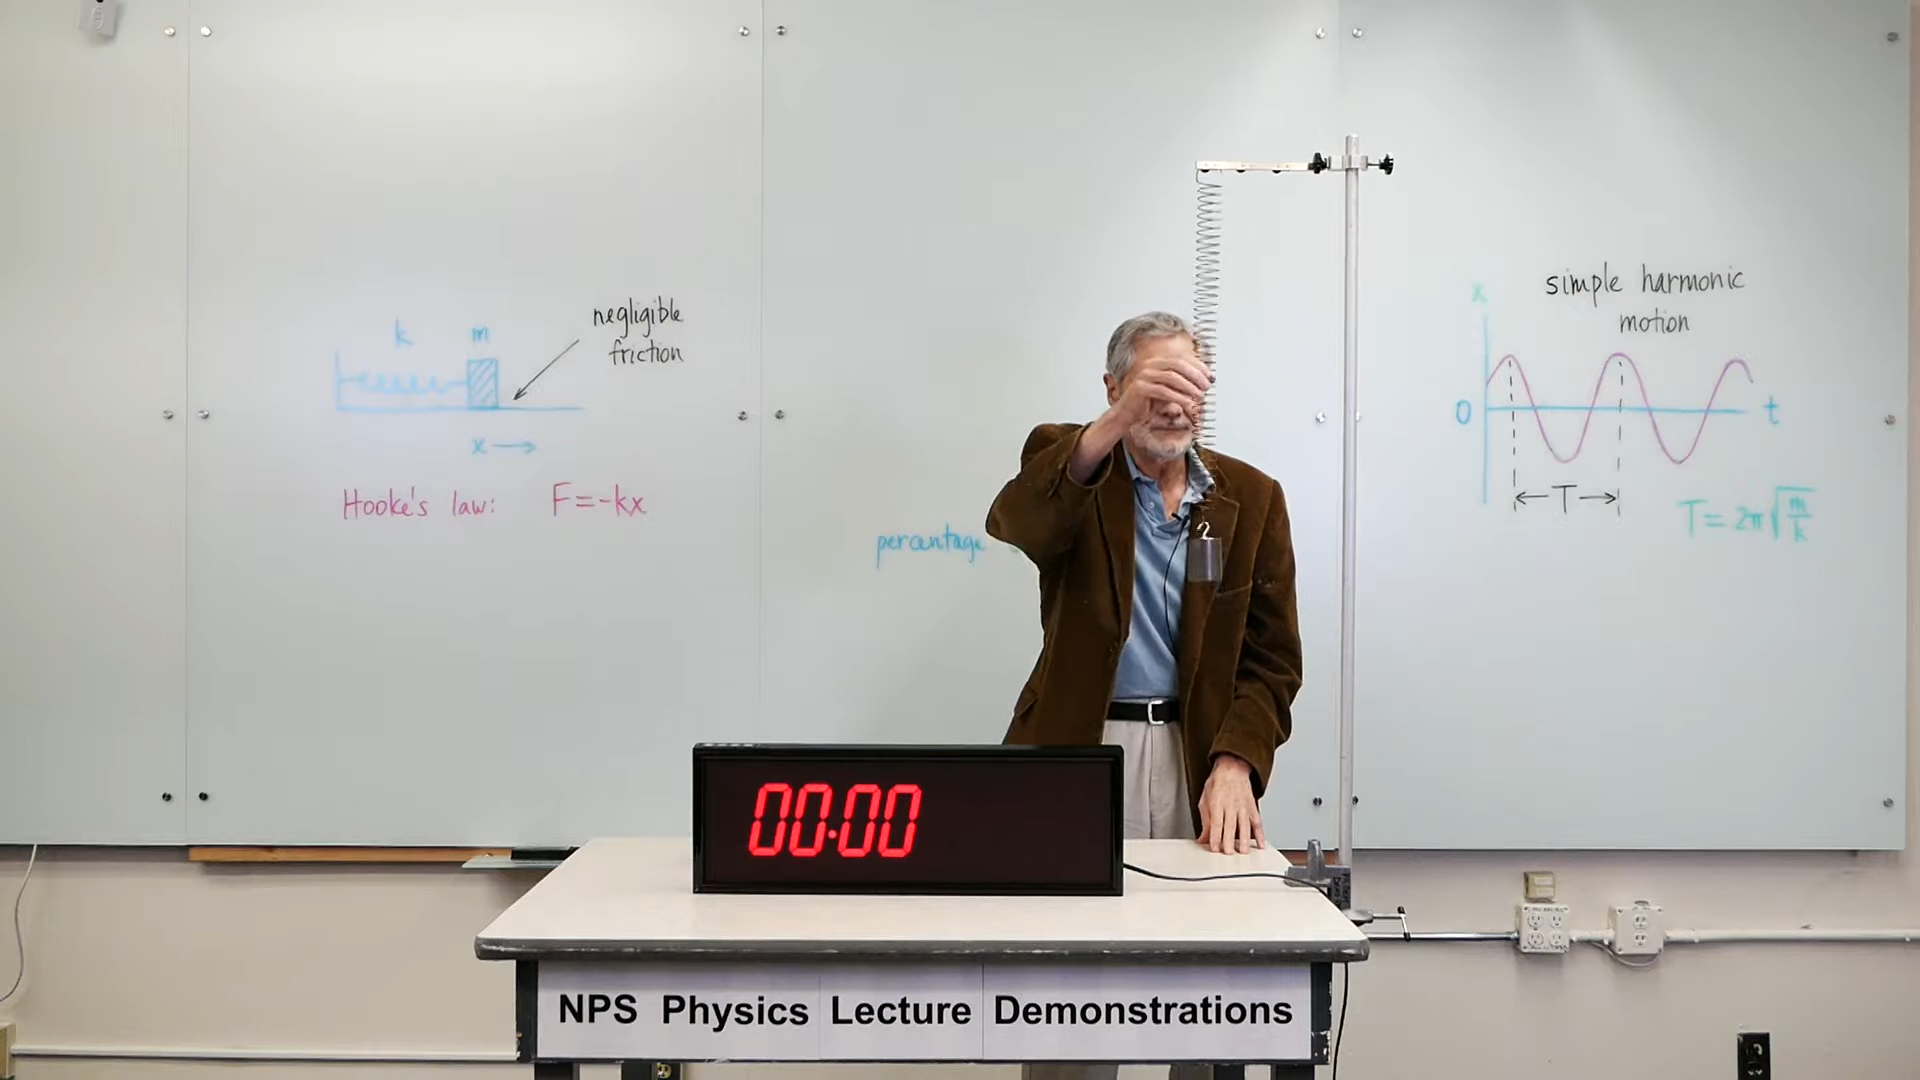 k
m
negligible
friction
x
Hooke's law: F=-kx
percentage
simple harmonic
motion
x
0
t
T
T=2π√m/k
00:00
NPS Physics Lecture Demonstrations